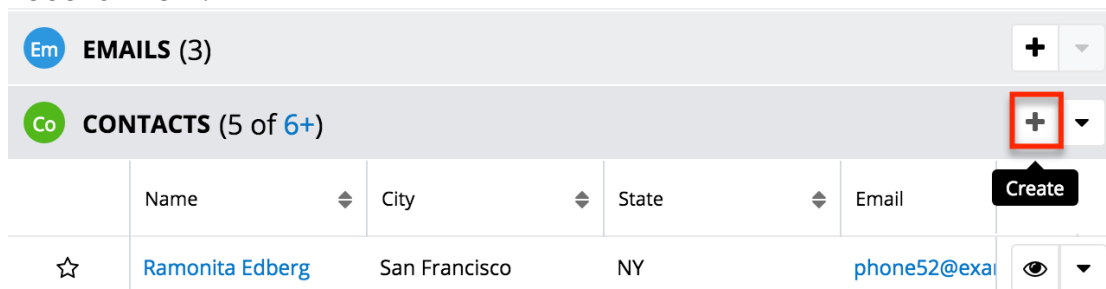 Em EMAILS (3)
Co CONTACTS (5 of 6+)
Create
Name City State Email
Ramonita Edberg San Francisco NY phone52@exa